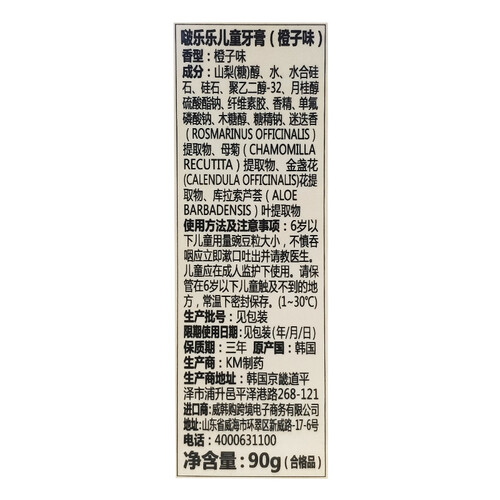 啵乐乐儿童牙膏（橙子味）
香型：橙子味
成分：山梨(糖)醇、水、水合硅
石、硅石、聚乙二醇-32、月桂醇
硫酸酯钠、纤维素胶、香精、单氟
磷酸钠、木糖醇、糖精钠、迷迭香
(ROSMARINUS OFFICINALIS)
提取物、母菊(CHAMOMILLA
RECUTITA)提取物、金盏花
(CALENDULA OFFICINALIS)花提
取物、库拉索芦荟(ALOE
BARBADENSIS)叶提取物
使用方法及注意事项：6岁以
下儿童用量豌豆粒大小，不慎吞
咽应立即漱口吐出并请教医生。
儿童应在成人监护下使用。请保
管在6岁以下儿童触及不到的地
方，常温下密封保存。(1~30℃)
生产批号：见包装
限期使用日期：见包装(年/月/日)
保质期：三年 原产国：韩国
生产商：KM制药
生产商地址：韩国京畿道平
泽市浦升邑平泽港路268-121
进口商：威韩购跨境电子商务有限公司
地址：山东省威海市环翠区新威路-17-6号
电话：4000631100
净含量：90g(合格品)